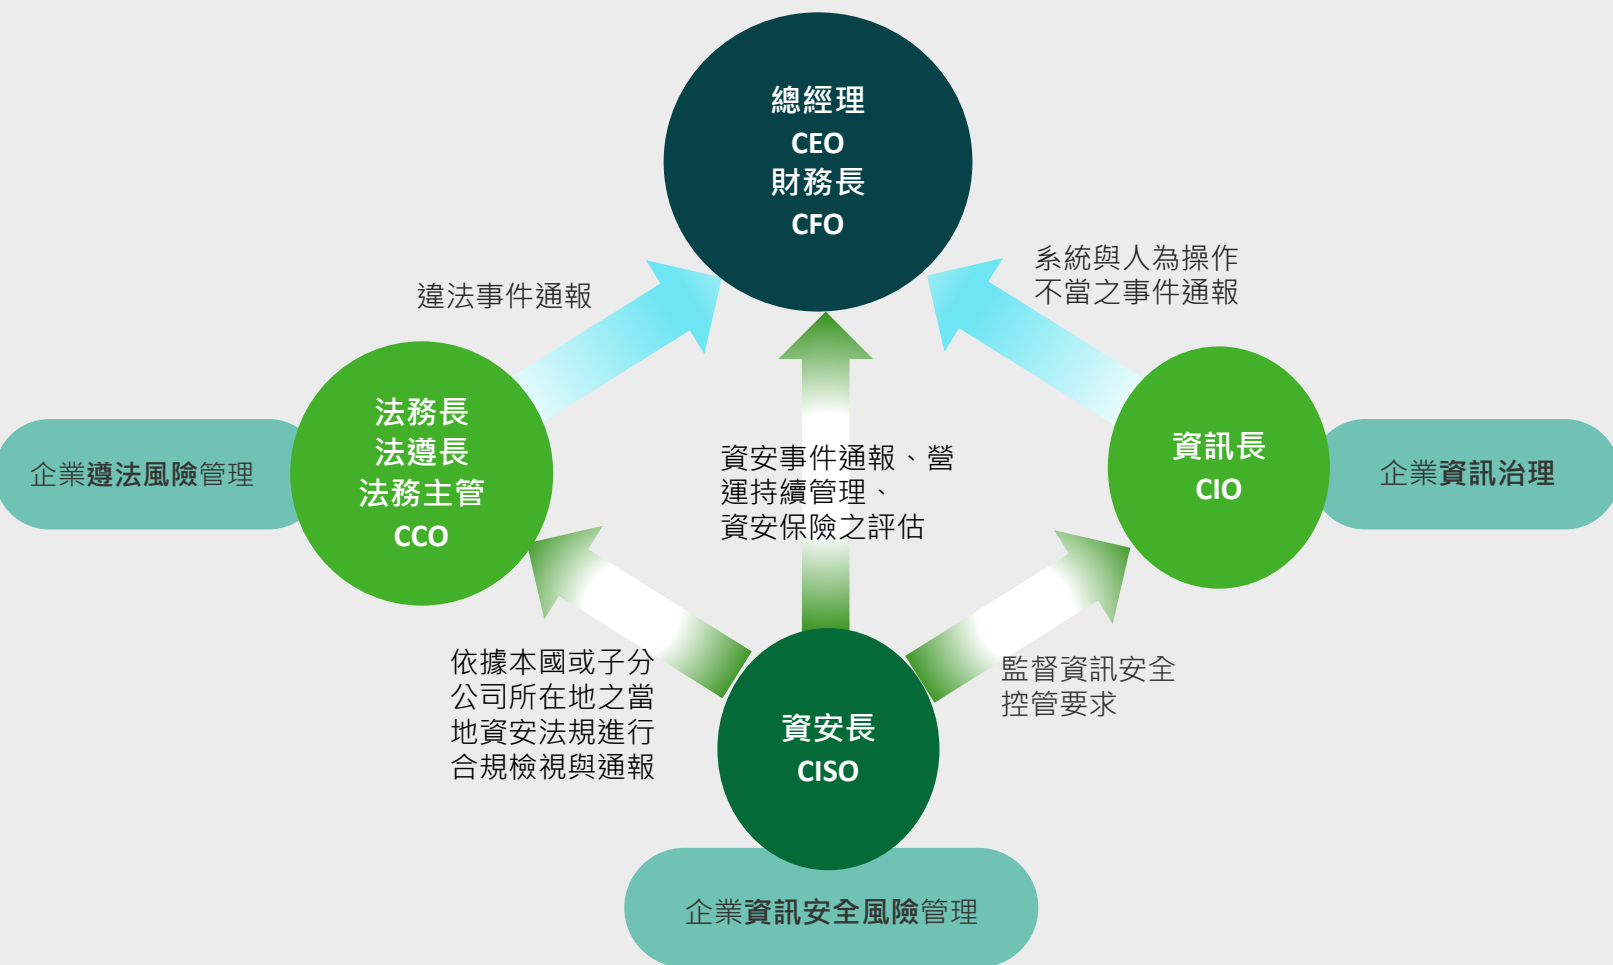 總經理
CEO
財務長
CFO
違法事件通報
系統與人為操作
不當之事件通報
法務長
法遵長
法務主管
CCO
企業遵法風險管理
資安事件通報、營
運持續管理、
資安保險之評估
資訊長
CIO
企業資訊治理
依據本國或子分
公司所在地之當
地資安法規進行
合規檢視與通報
監督資訊安全
控管要求
資安長
CISO
企業資訊安全風險管理